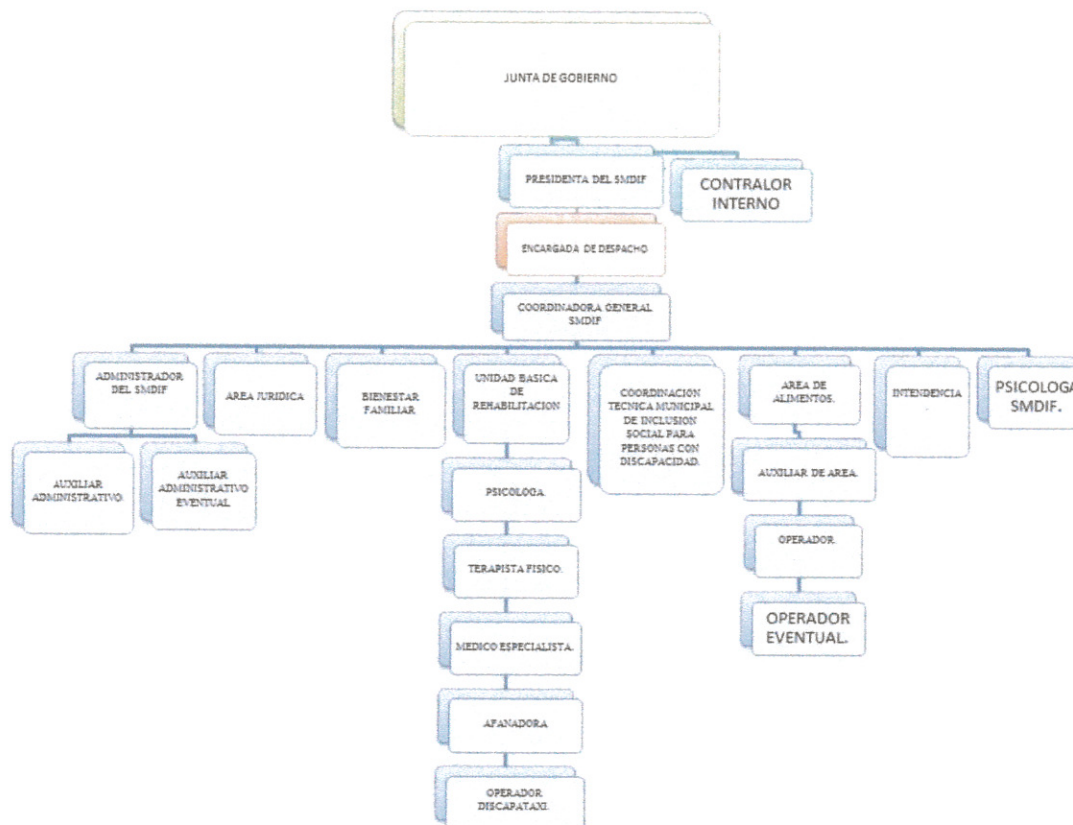 JUNTA DE GOBIERNO
PRESIDENTA DEL SMDIF
CONTRALOR
INTERNO
ENCARGADA DE DESPACHO
COORDINADORA GENERAL
SMDIF
ADMINISTRADOR
DEL SMDIF
AREA JURIDICA
BIENESTAR
FAMILIAR
UNIDAD BASICA
DE
REHABILITACION
COORDINACION
TECNICA MUNICIPAL
DE INCLUSION
SOCIAL PARA
PERSONAS CON
DISCAPACIDAD.
AREA DE
ALIMENTOS.
INTENDENCIA
.
PSICOLOGA
SMDIF.
AUXILIAR
ADMINISTRATIVO.
AUXILIAR
ADMINISTRATIVO
EVENTUAL
PSICOLOGA.
AUXILIAR DE AREA.
TERAPISTA FISICO.
OPERADOR.
MEDICO ESPECIALISTA.
OPERADOR
EVENTUAL.
AFANADORA
OPERADOR
DISCAPATAXI.